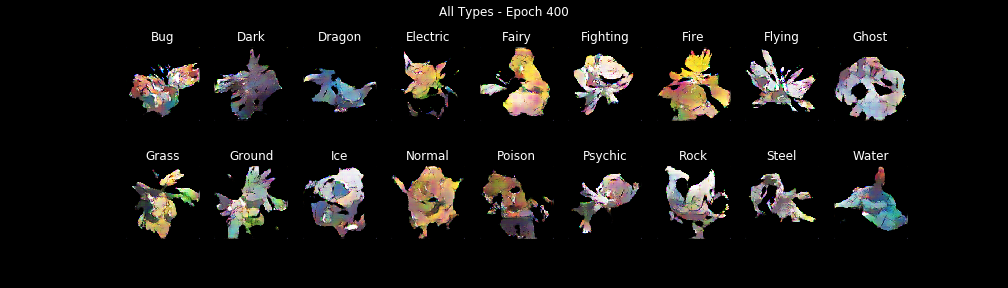 All Types - Epoch 400
Bug Dark Dragon Electric Fairy Fighting Fire Flying Ghost
Grass Ground Ice Normal Poison Psychic Rock Steel Water